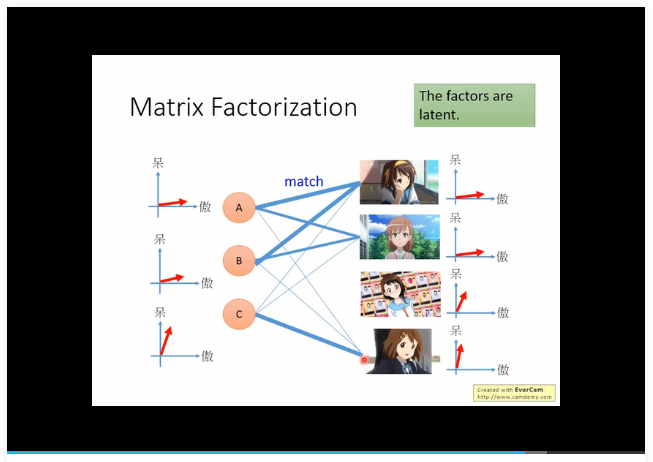 Matrix Factorization
The factors are
latent.
呆
傲
A
match
呆
傲
呆
傲
B
呆
傲
呆
傲
C
呆
傲
呆
傲
Created with EverCam.
http://www.camdemy.com